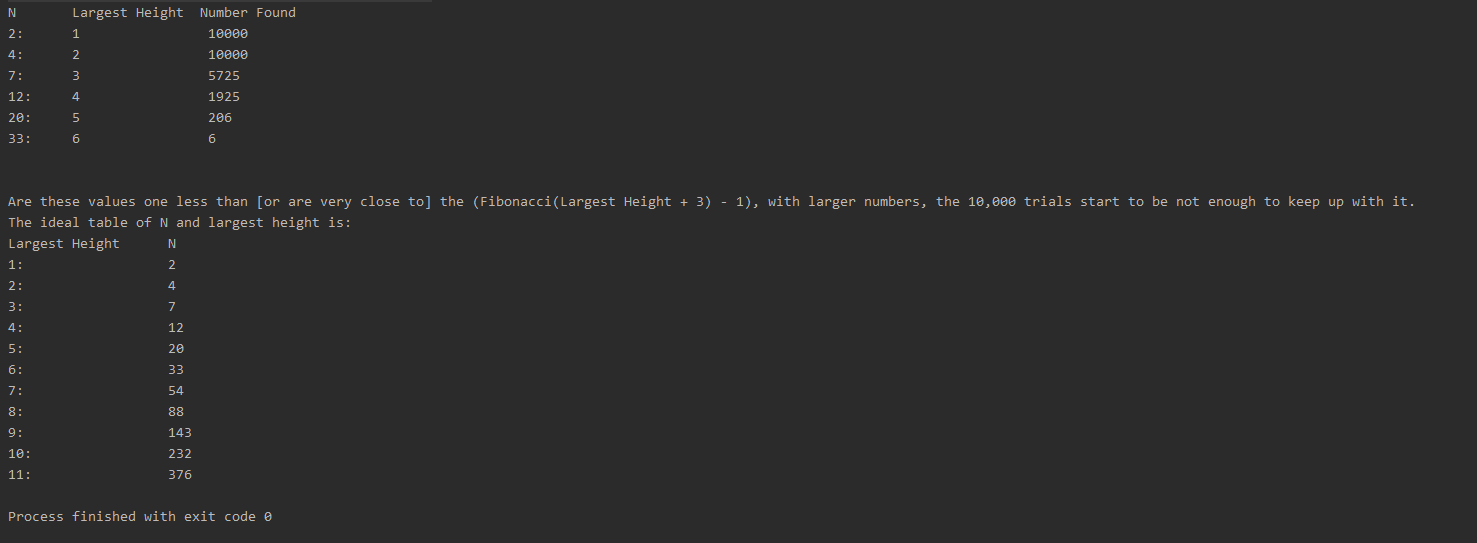 N       Largest Height  Number Found
2:      1                10000
4:      2                10000
7:      3                5725
12:     4                1925
20:     5                206
33:     6                6
Are these values one less than [or are very close to] the (Fibonacci(Largest Height + 3) - 1), with larger numbers, the 10,000 trials start to be not enough to keep up with it.
The ideal table of N and largest height is:
Largest Height      N
1:                  2
2:                  4
3:                  7
4:                  12
5:                  20
6:                  33
7:                  54
8:                  88
9:                  143
10:                 232
11:                 376
Process finished with exit code 0